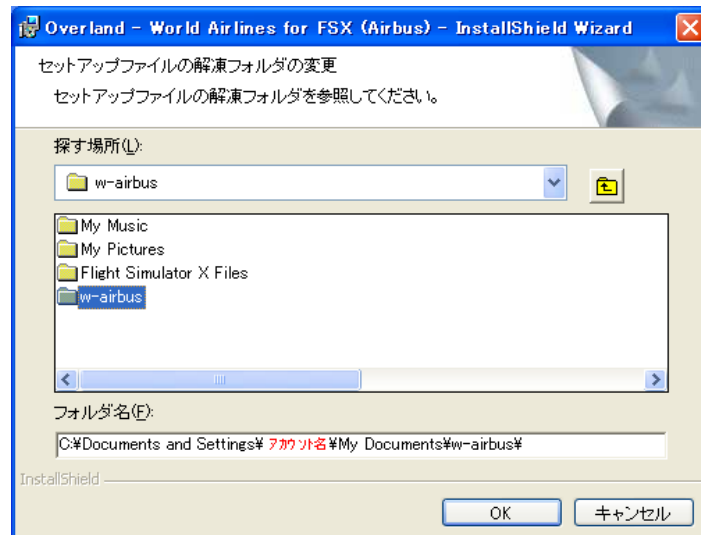 Overland - World Airlines for FSX (Airbus) - InstallShield Wizard
セットアップファイルの解凍フォルダの変更
セットアップファイルの解凍フォルダを参照してください。
探す場所(L):
w-airbus
My Music
My Pictures
Flight Simulator X Files
w-airbus
フォルダ名(F):
C:¥Documents and Settings¥ アカウント名¥My Documents¥w-airbus¥
InstallShield
OK キャンセル